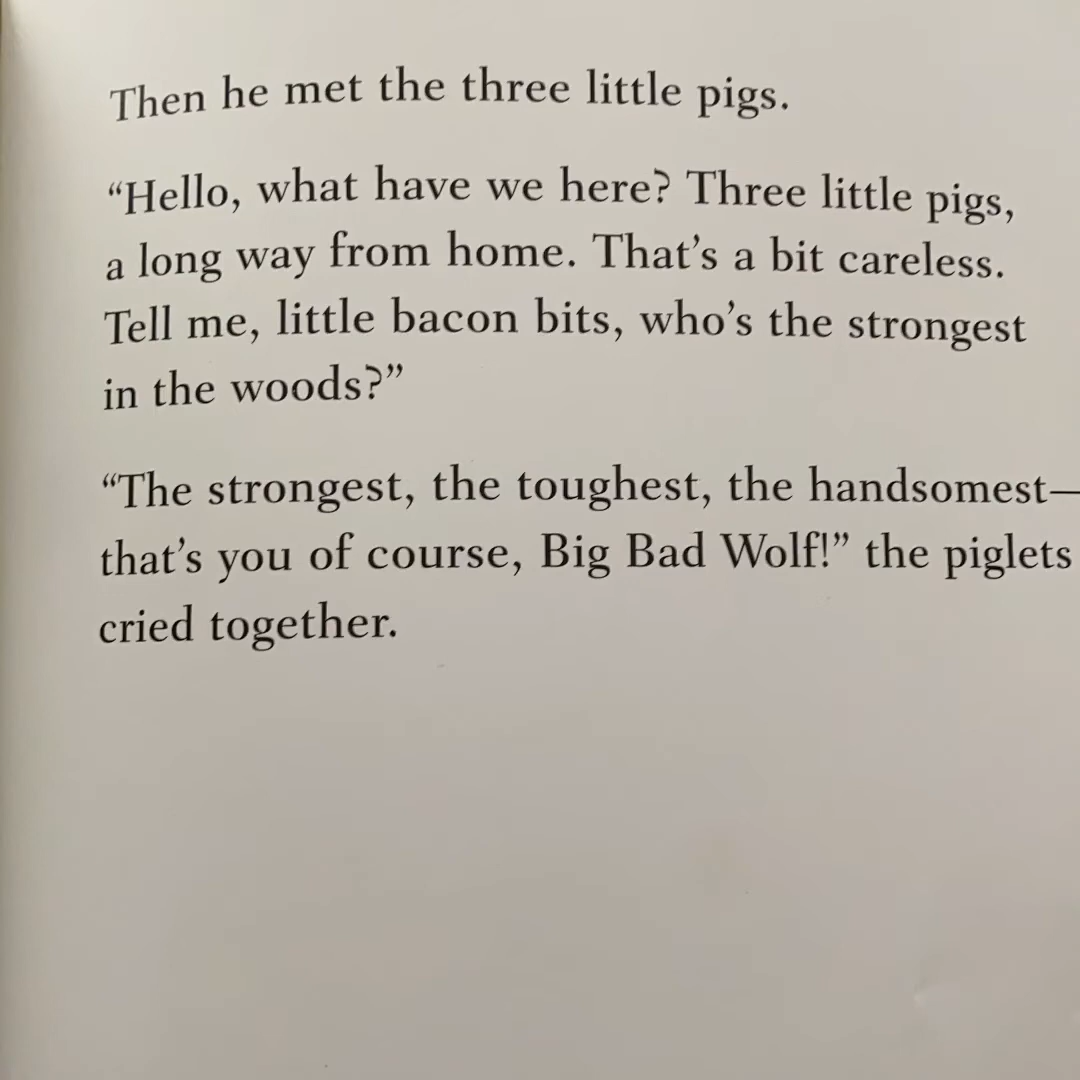 Then he met the three little pigs.
“Hello, what have we here? Three little pigs,
a long way from home. That’s a bit careless.
Tell me, little bacon bits, who’s the strongest
in the woods?”
“The strongest, the toughest, the handsomest—
that’s you of course, Big Bad Wolf!” the piglets
cried together.